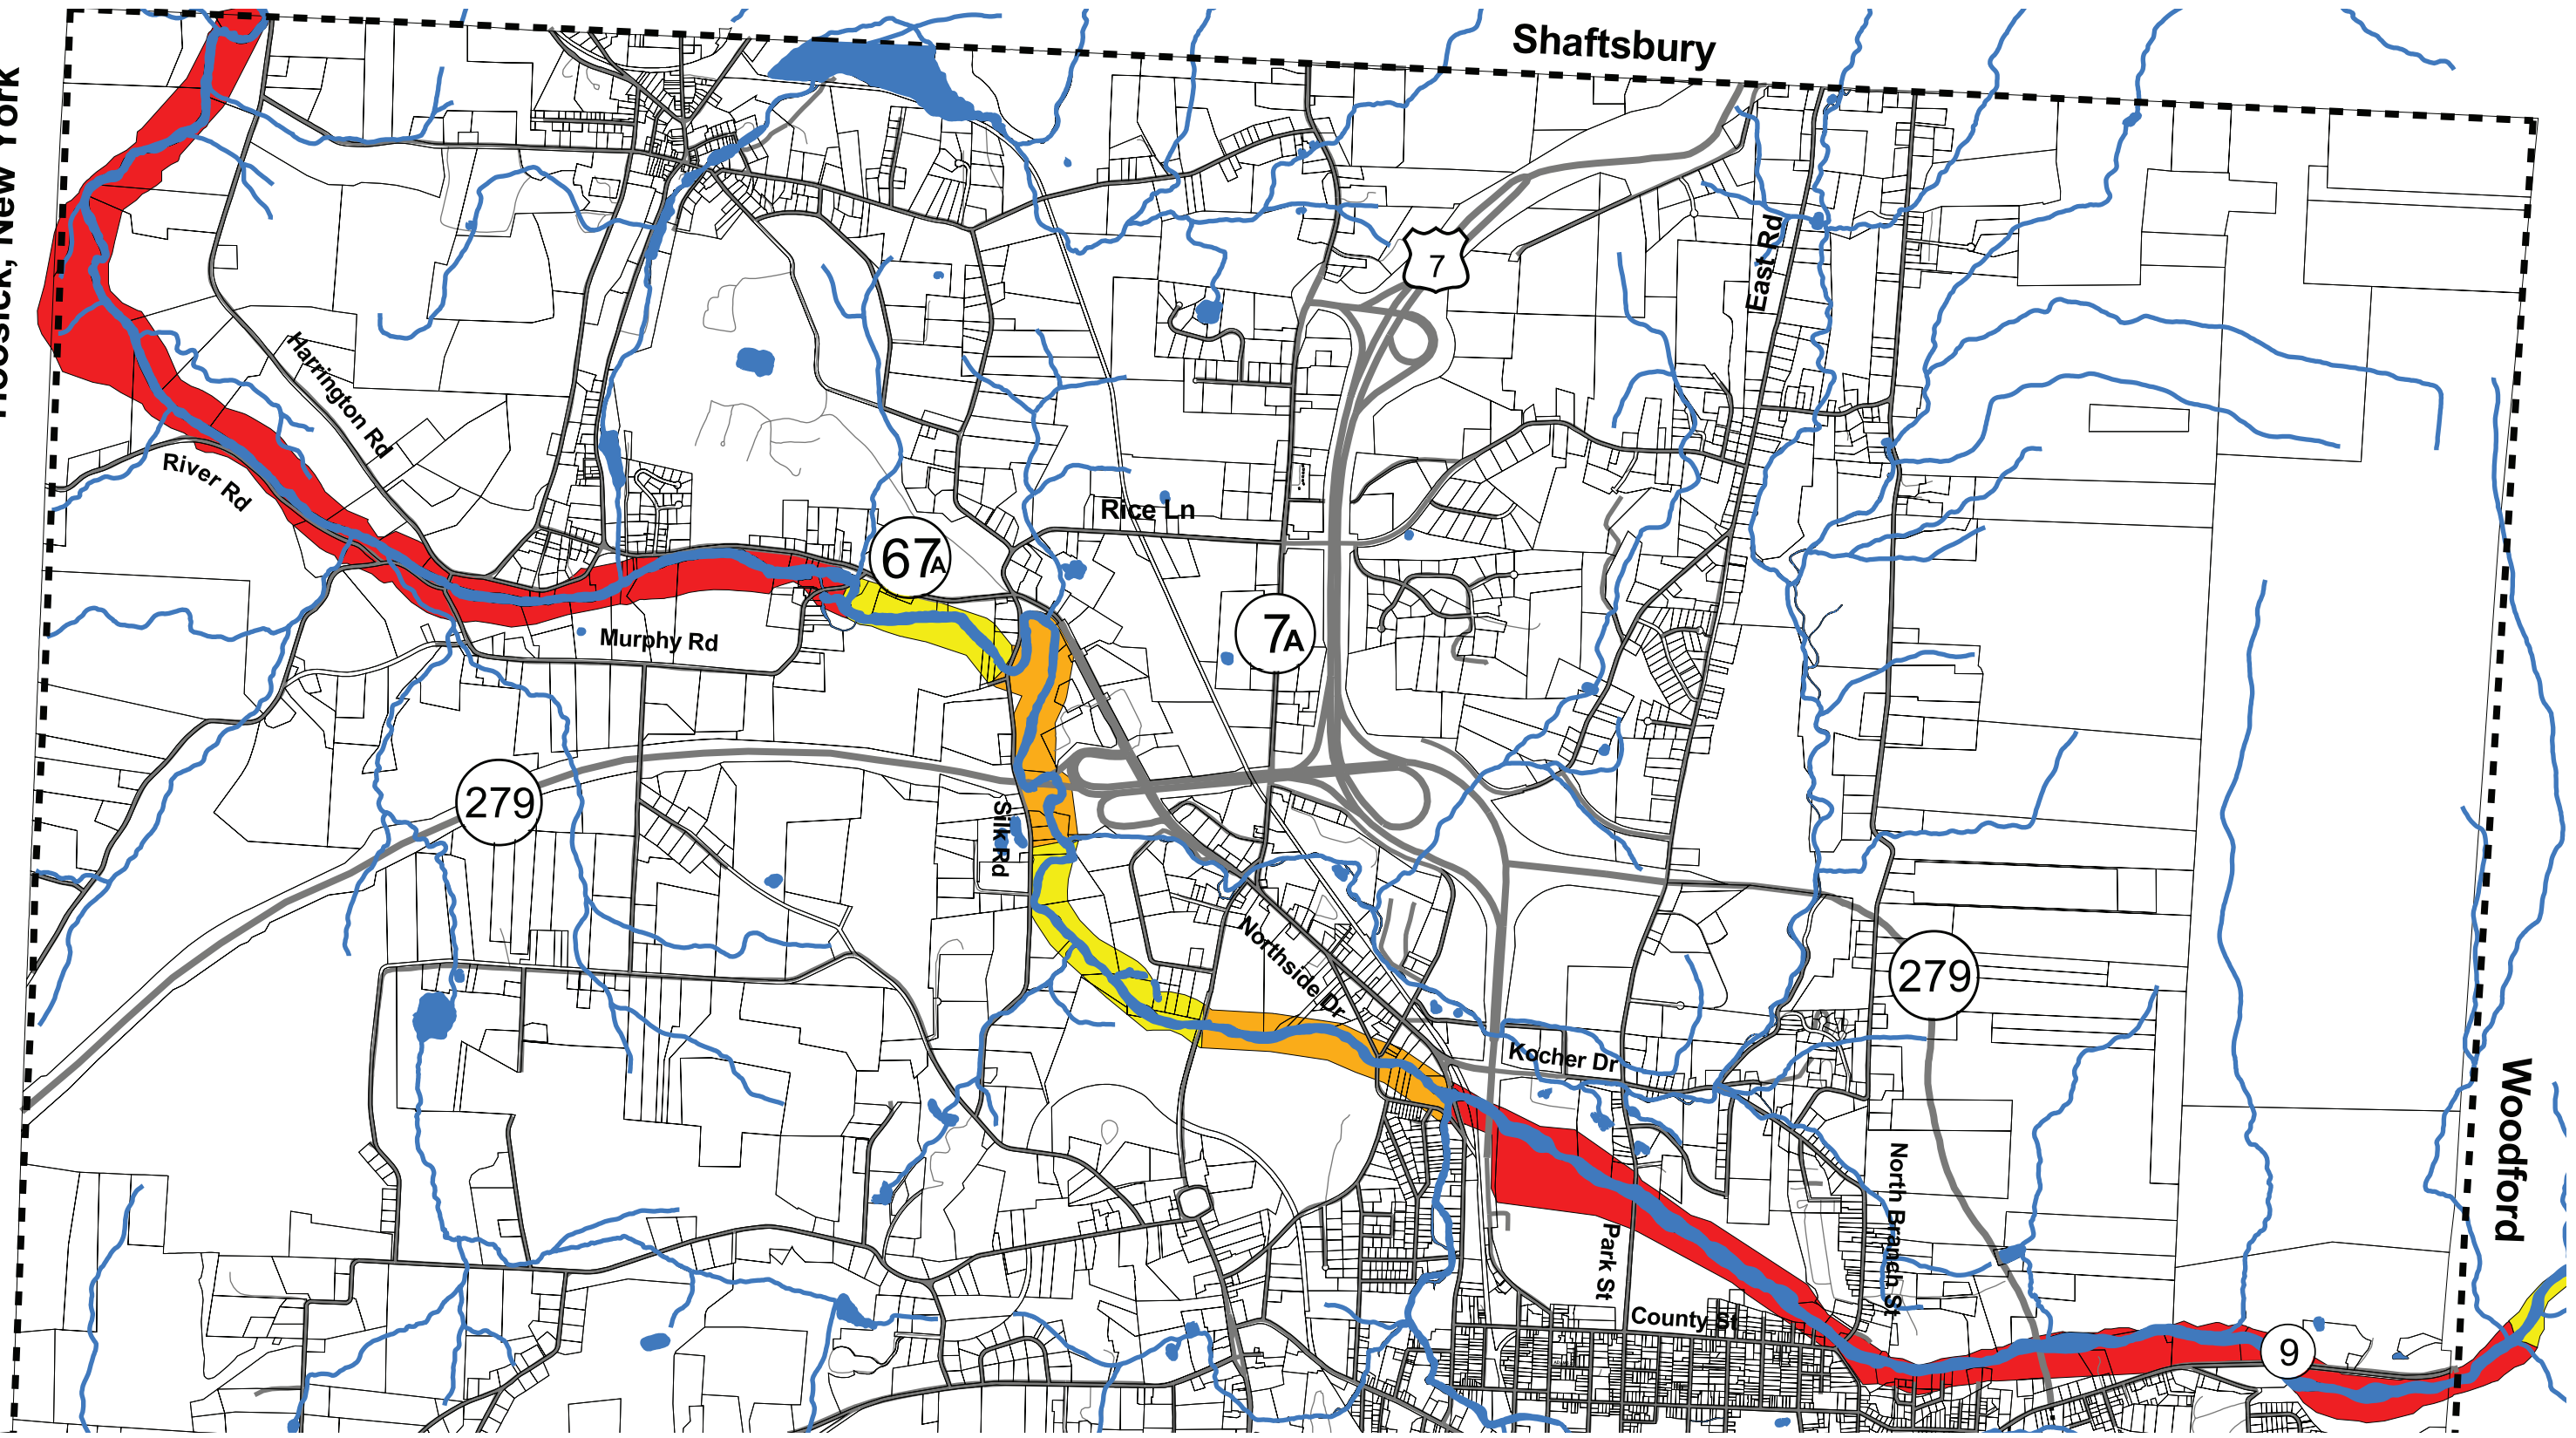 Shaftsbury
Hoosick, New York
7
East Rd
Harrington Rd
River Rd
Rice Ln
67A
7A
Murphy Rd
279
Silk Rd
Northside Dr
279
Kocher Dr
Woodford
North Branch St
Park St
County St
9